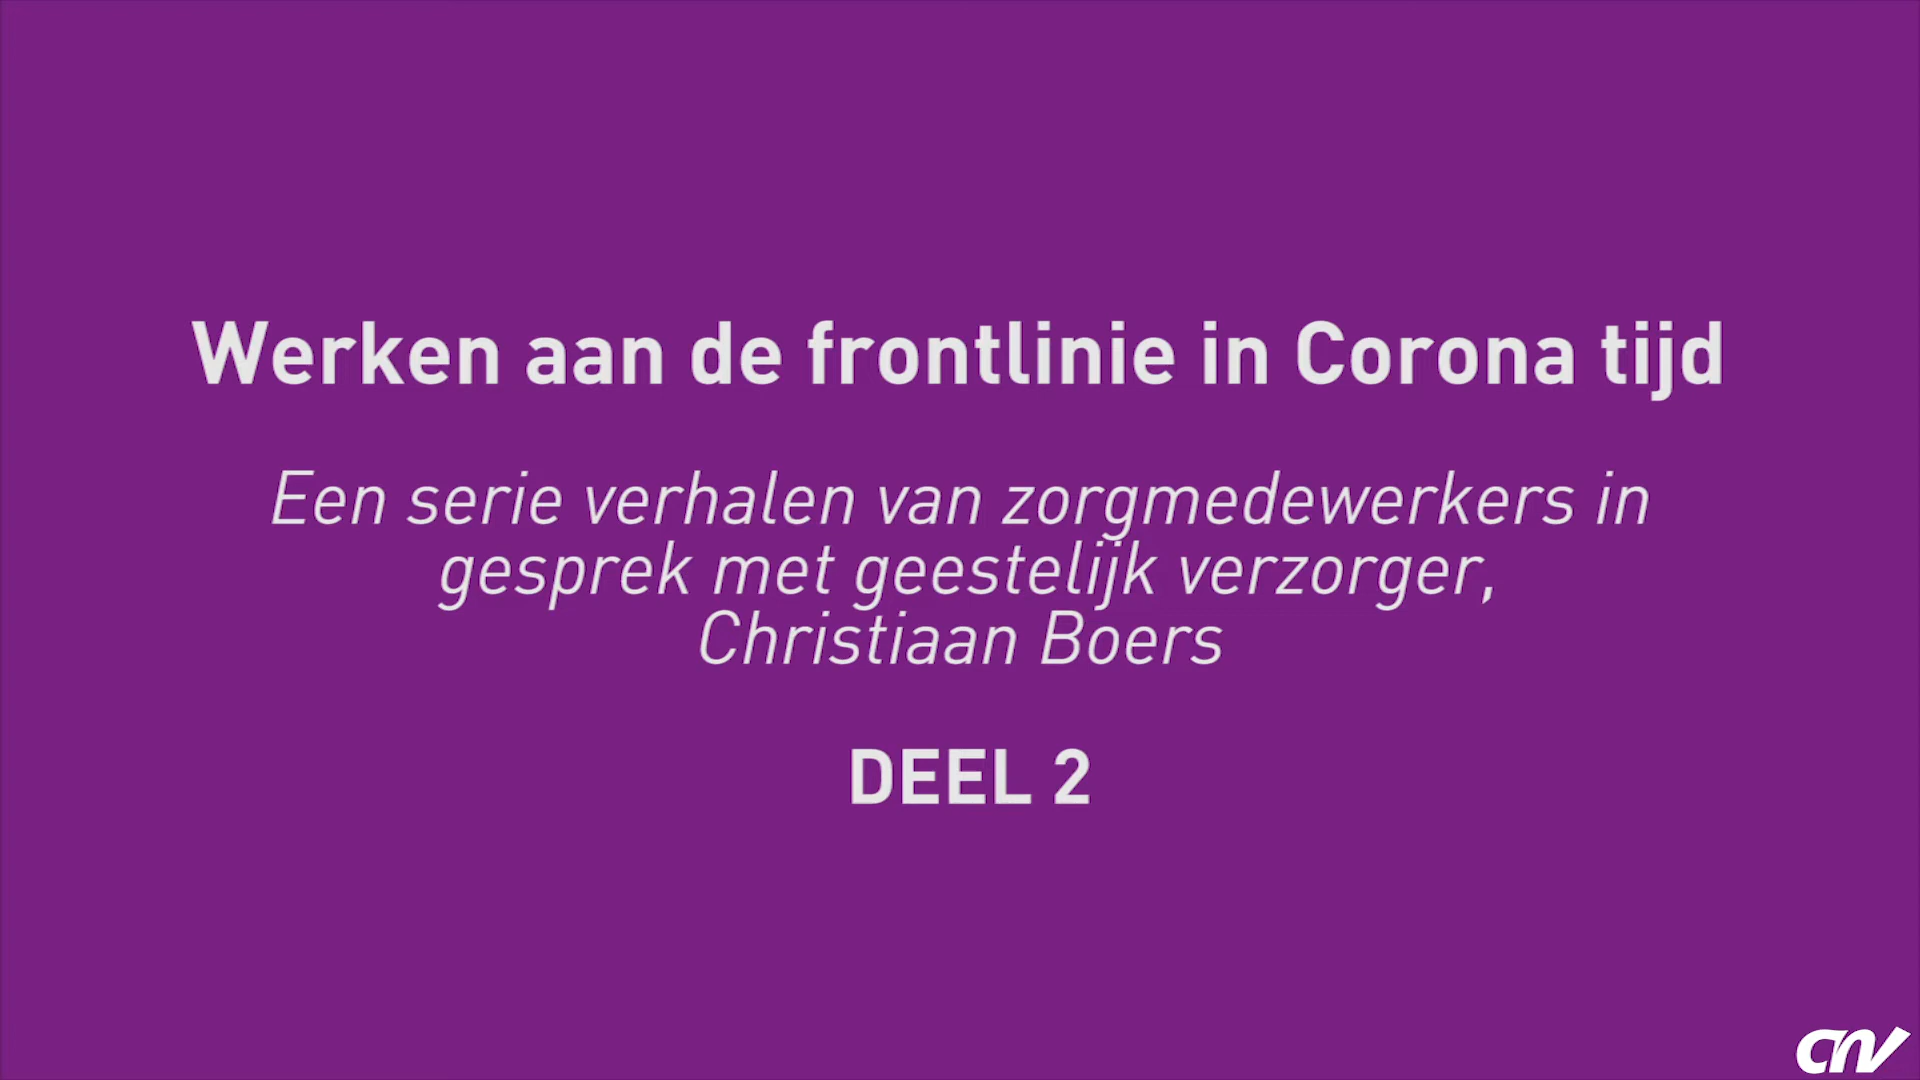 Werken aan de frontlinie in Corona tijd
Een serie verhalen van zorgmedewerkers in
gesprek met geestelijk verzorger,
Christiaan Boers
DEEL 2
CNV